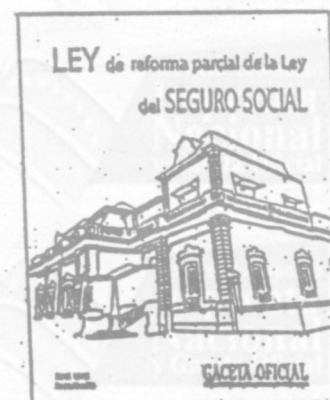 LEY de reforma parcial de la Ley
del SEGURO SOCIAL
GACETA OFICIAL